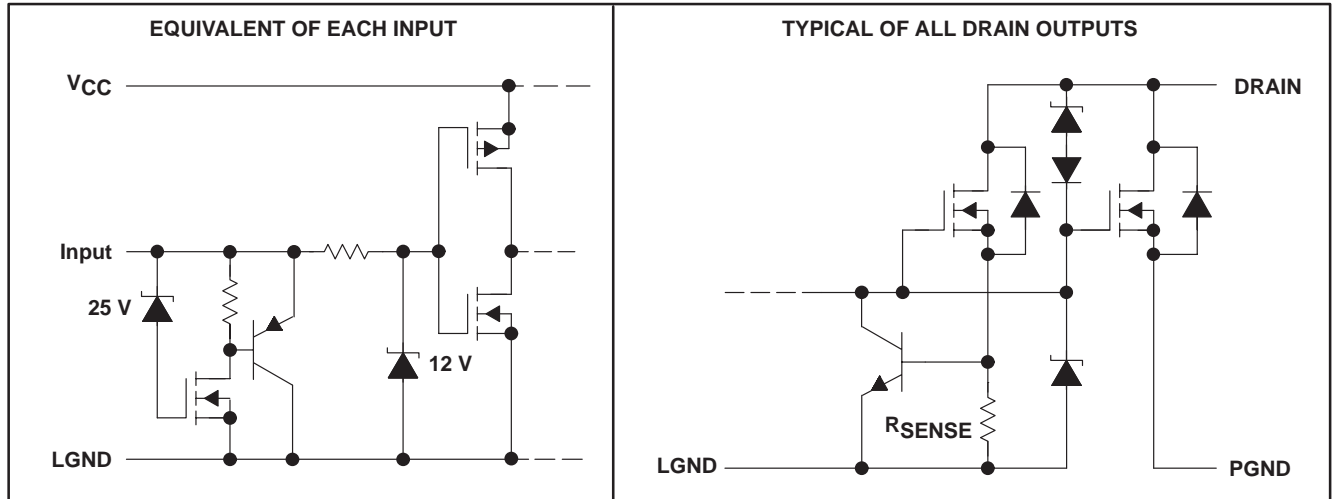 EQUIVALENT OF EACH INPUT
VCC
Input
25 V
12 V
LGND
TYPICAL OF ALL DRAIN OUTPUTS
DRAIN
RSENSE
LGND
PGND